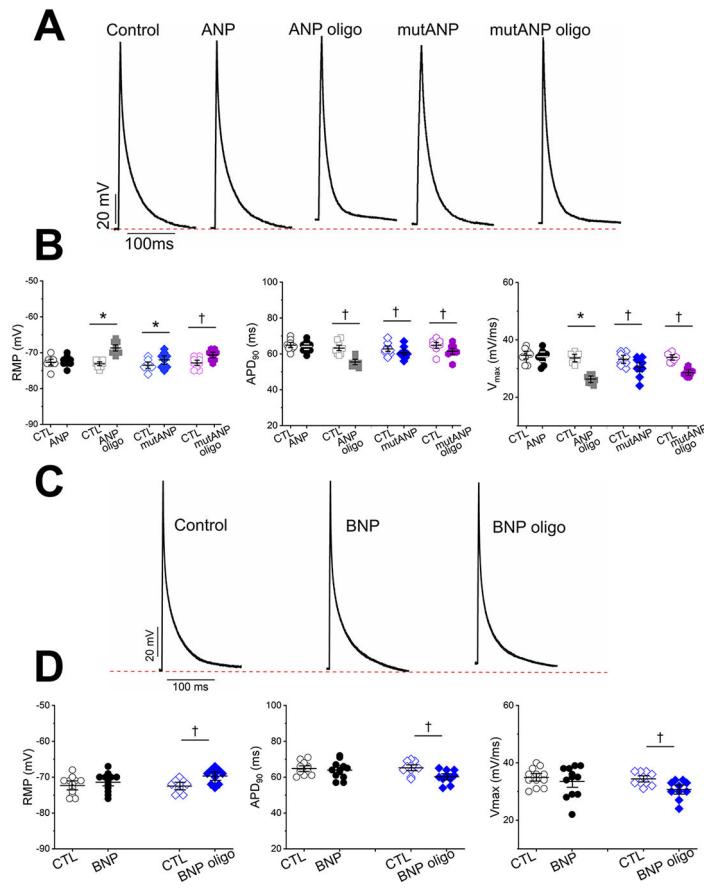 A
Control
ANP
ANP oligo
mutANP
mutANP oligo
20 mV
100ms
B
RMP (mV)
-50
-60
-70
-80
-90
*
*
†
CTL
ANP
CTL
ANP oligo
CTL
mutANP
CTL
mutANP oligo
APD90 (ms)
100
80
60
40
20
†
†
†
CTL
ANP
CTL
ANP oligo
CTL
mutANP
CTL
mutANP oligo
Vmax (mV/ms)
60
40
20
*
†
†
CTL
ANP
CTL
ANP oligo
CTL
mutANP
CTL
mutANP oligo
C
Control
BNP
BNP oligo
20 mV
100 ms
D
RMP (mV)
-50
-60
-70
-80
-90
†
CTL
BNP
CTL
BNP oligo
APD90 (ms)
100
80
60
40
20
†
CTL
BNP
CTL
BNP oligo
Vmax (mV/ms)
60
40
20
†
CTL
BNP
CTL
BNP oligo